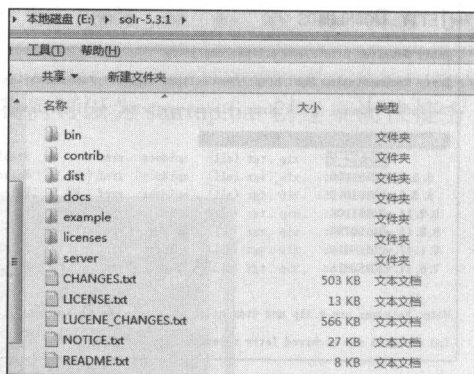 本地磁盘 (E:) ▸ solr-5.3.1 ▸
工具(T) 帮助(H)
共享 ▼ 新建文件夹
名称 大小 类型
bin 文件夹
contrib 文件夹
dist 文件夹
docs 文件夹
example 文件夹
licenses 文件夹
server 文件夹
CHANGES.txt 503 KB 文本文档
LICENSE.txt 13 KB 文本文档
LUCENE_CHANGES.txt 566 KB 文本文档
NOTICE.txt 27 KB 文本文档
README.txt 8 KB 文本文档